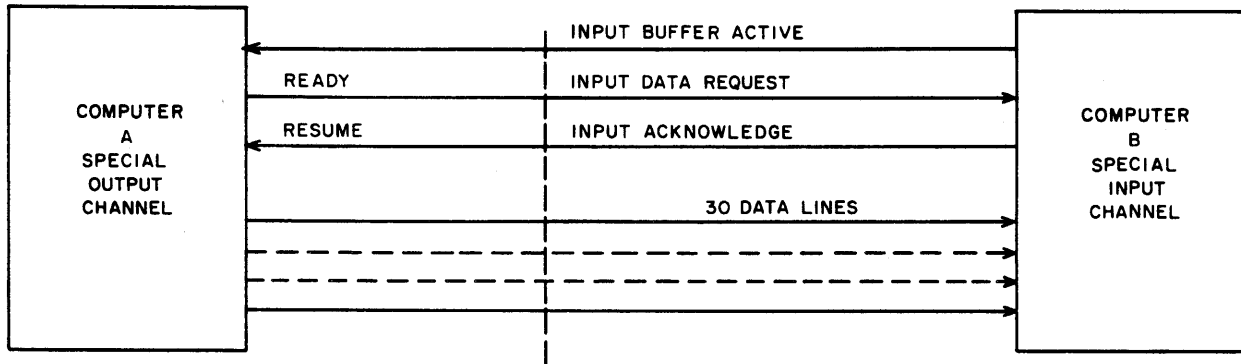 INPUT BUFFER ACTIVE
READY
INPUT DATA REQUEST
RESUME
INPUT ACKNOWLEDGE
30 DATA LINES
COMPUTER
A
SPECIAL
OUTPUT
CHANNEL
COMPUTER
B
SPECIAL
INPUT
CHANNEL